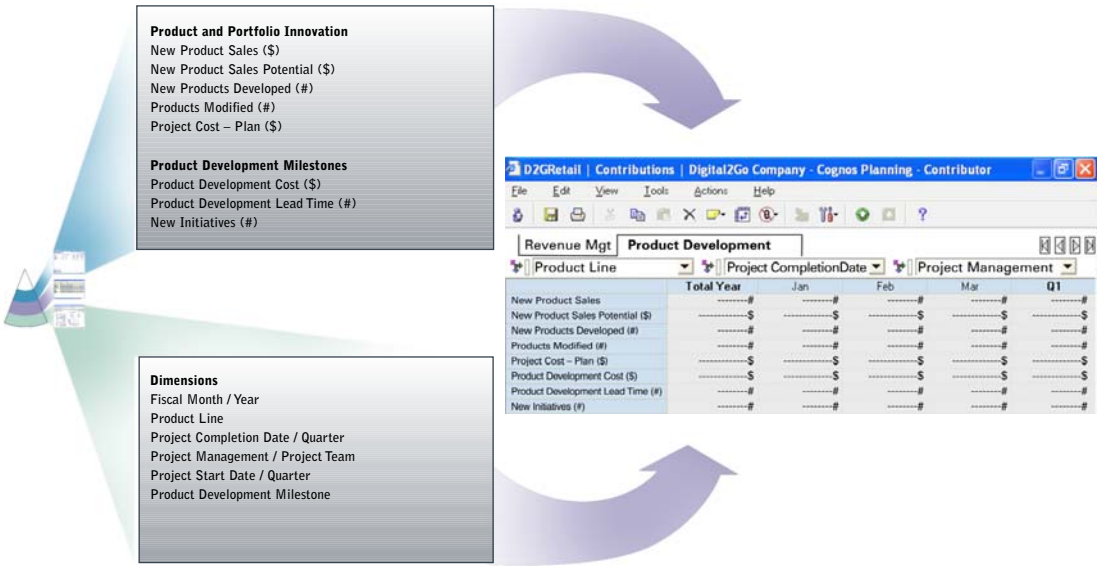 Product and Portfolio Innovation
New Product Sales ($)
New Product Sales Potential ($)
New Products Developed (#)
Products Modified (#)
Project Cost – Plan ($)
Product Development Milestones
Product Development Cost ($)
Product Development Lead Time (#)
New Initiatives (#)
Dimensions
Fiscal Month / Year
Product Line
Project Completion Date / Quarter
Project Management / Project Team
Project Start Date / Quarter
Product Development Milestone
D2GRetail | Contributions | Digital2Go Company - Cognos Planning - Contributor
File Edit View Tools Actions Help
Revenue Mgt Product Development
Product Line Project CompletionDate Project Management
Total Year Jan Feb Mar Q1
New Product Sales --------# --------# --------# --------# --------#
New Product Sales Potential ($) ------------$ ------------$ ------------$ ------------$ ------------$
New Products Developed (#) --------# --------# --------# --------# --------#
Products Modified (#) --------# --------# --------# --------# --------#
Project Cost – Plan ($) ------------$ ------------$ ------------$ ------------$ ------------$
Product Development Cost ($) ------------$ ------------$ ------------$ ------------$ ------------$
Product Development Lead Time (#) --------# --------# --------# --------# --------#
New Initiatives (#) --------# --------# --------# --------# --------#